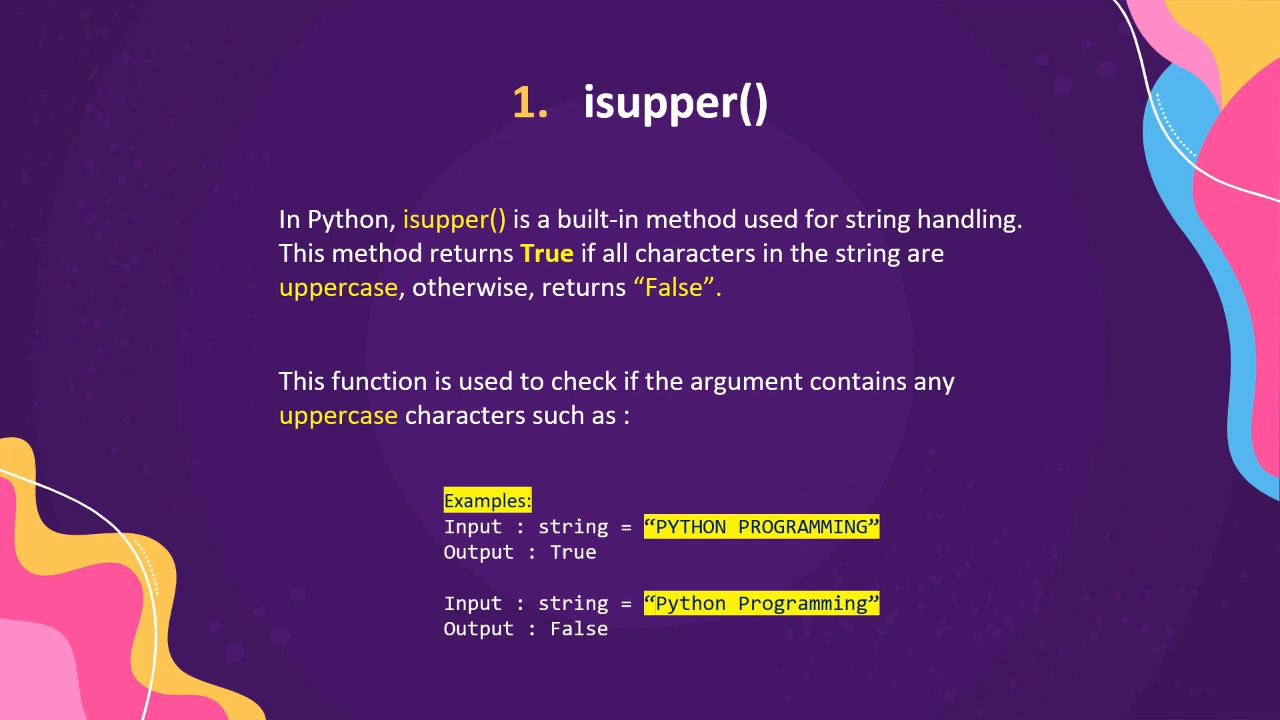 1. isupper()
In Python, isupper() is a built-in method used for string handling.
This method returns True if all characters in the string are
uppercase, otherwise, returns “False”.
This function is used to check if the argument contains any
uppercase characters such as :
Examples:
Input : string = “PYTHON PROGRAMMING”
Output : True
Input : string = “Python Programming”
Output : False